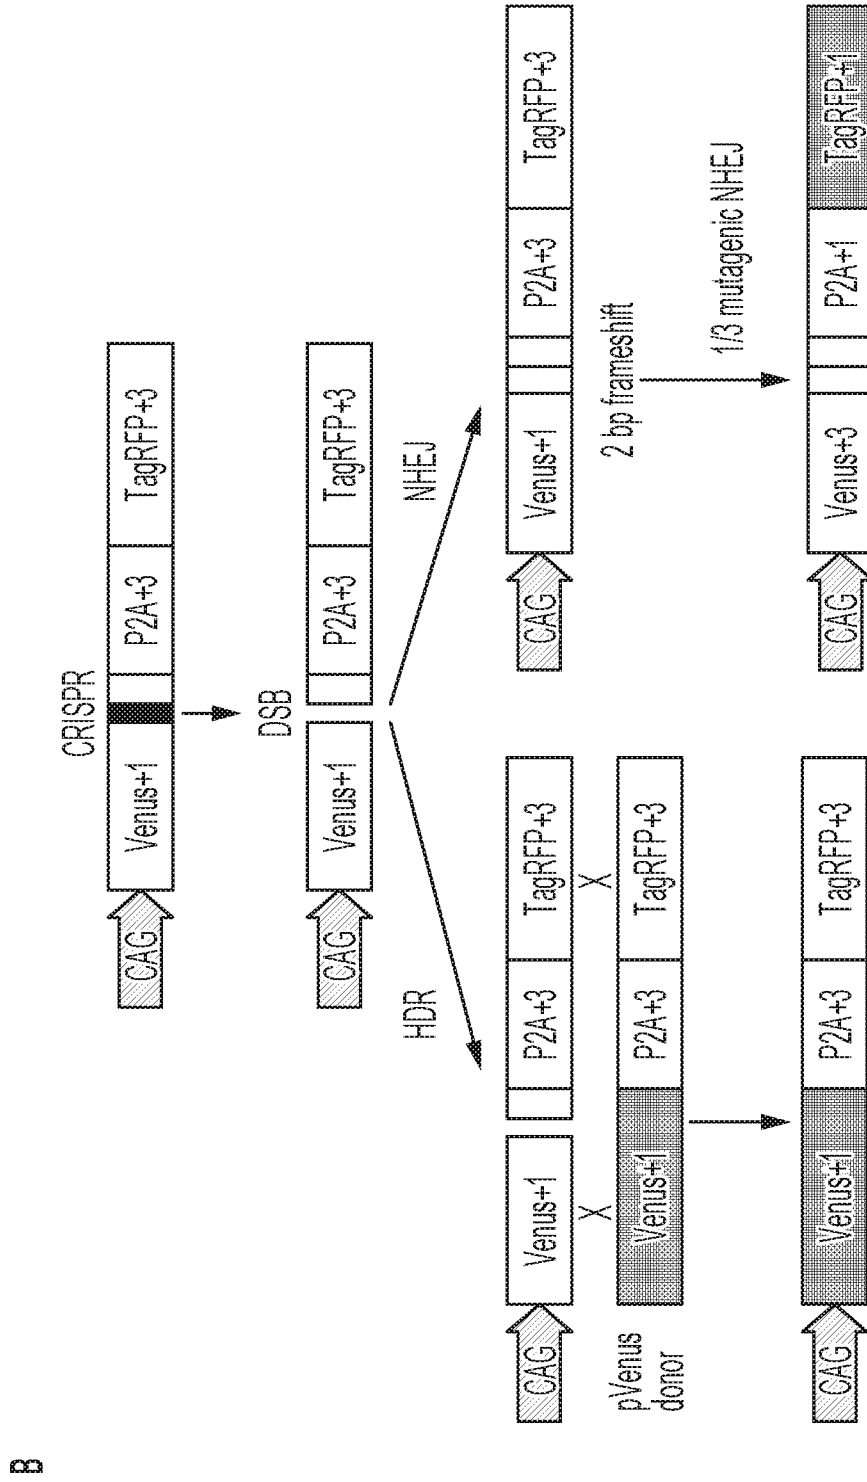 B
CRISPR
CAG Venus+1 P2A+3 TagRFP+3
DSB
CAG Venus+1 P2A+3 TagRFP+3
HDR NHEJ
CAG Venus+1 P2A+3 TagRFP+3
pVenus
donor
Venus+1 P2A+3 TagRFP+3
CAG Venus+1 P2A+3 TagRFP+3
CAG Venus+1 P2A+3 TagRFP+3
2 bp frameshift
1/3 mutagenic NHEJ
CAG Venus+3 P2A+1 TagRFP+1